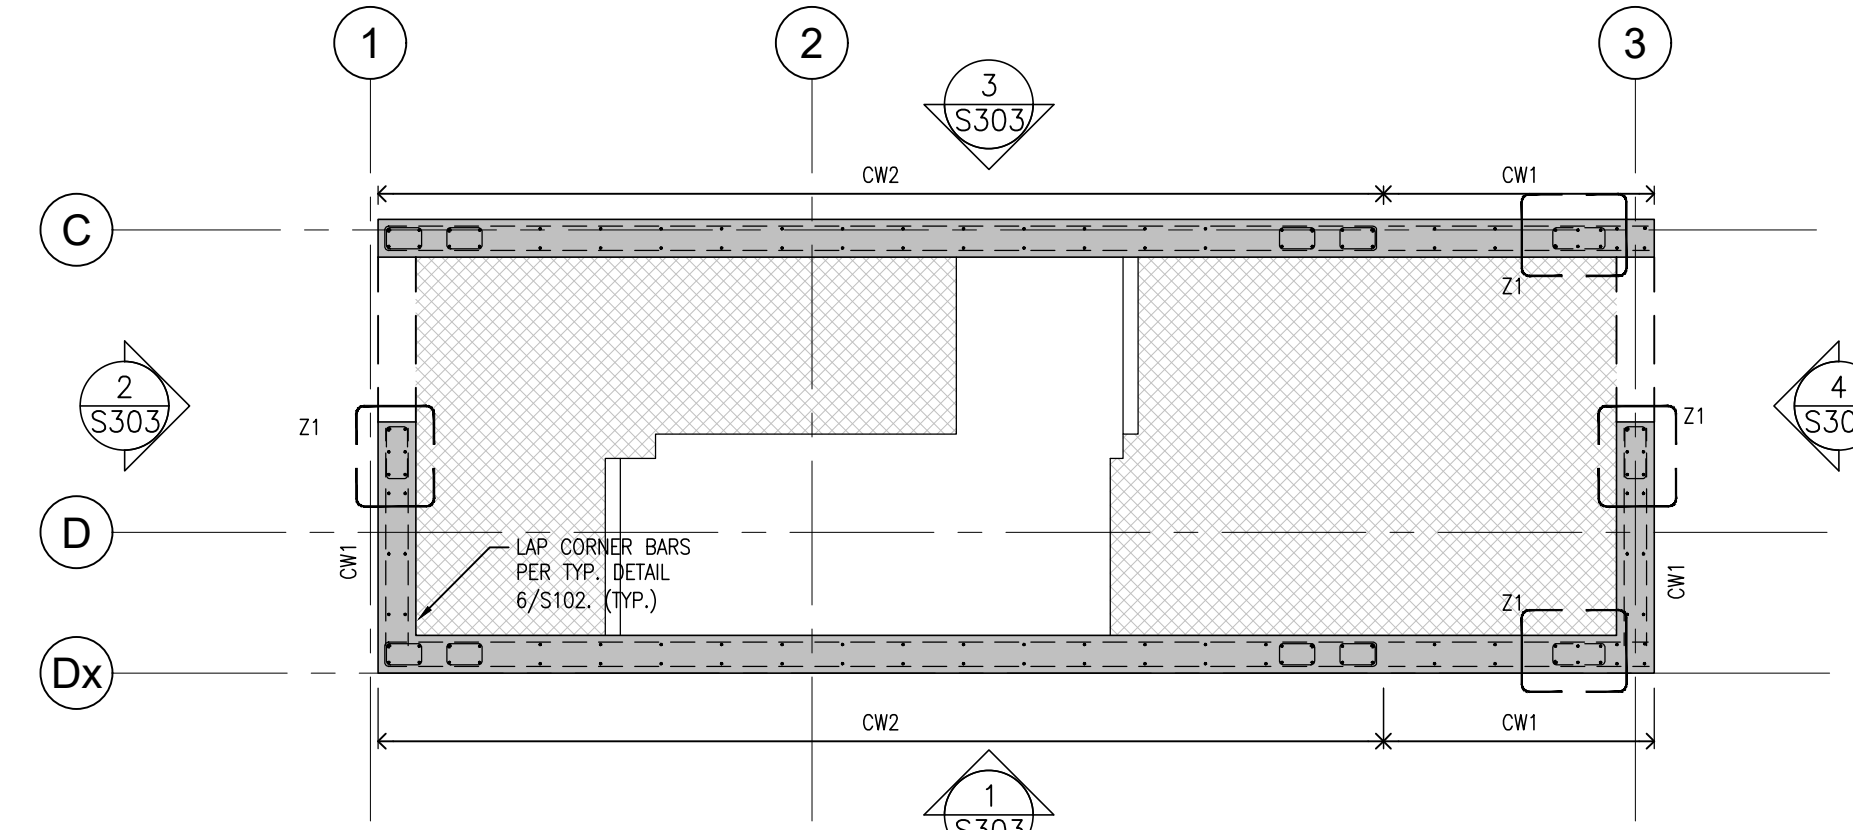 1
2
3
3
S303
CW2
CW1
C
Z1
2
S303
4
Z1
Z1
D
LAP CORNER BARS
PER TYP. DETAIL
6/S102. (TYP.)
CW1
CW1
Z1
Dx
CW2
CW1
1
S303